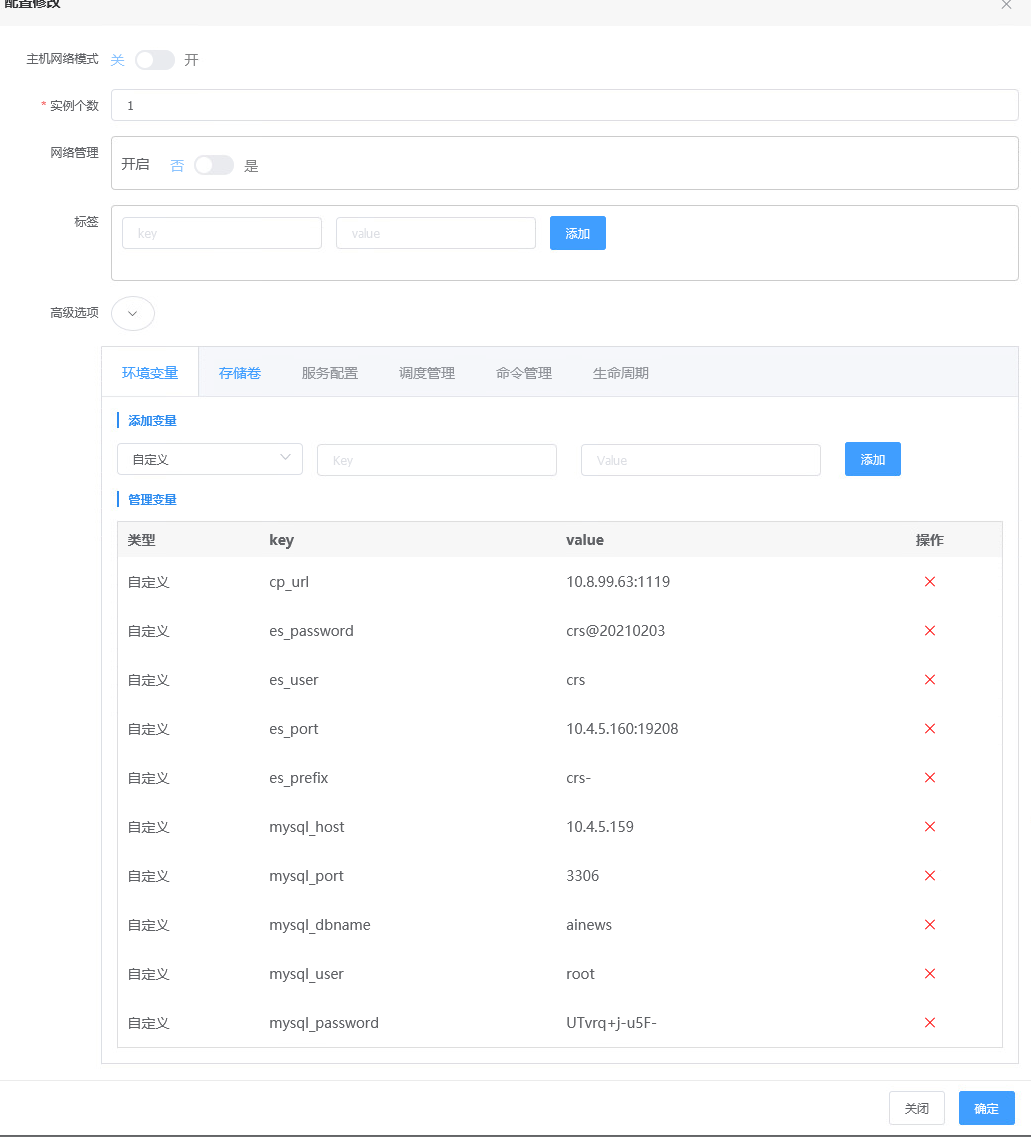 配置修改
主机网络模式 关 开
* 实例个数 1
网络管理 开启 否 是
标签 key value 添加
高级选项
环境变量 存储卷 服务配置 调度管理 命令管理 生命周期
添加变量
自定义 Key Value 添加
管理变量
类型 key value 操作
自定义 cp_url 10.8.99.63:1119
自定义 es_password crs@20210203
自定义 es_user crs
自定义 es_port 10.4.5.160:19208
自定义 es_prefix crs-
自定义 mysql_host 10.4.5.159
自定义 mysql_port 3306
自定义 mysql_dbname ainews
自定义 mysql_user root
自定义 mysql_password UTvrq+j-u5F-
关闭 确定